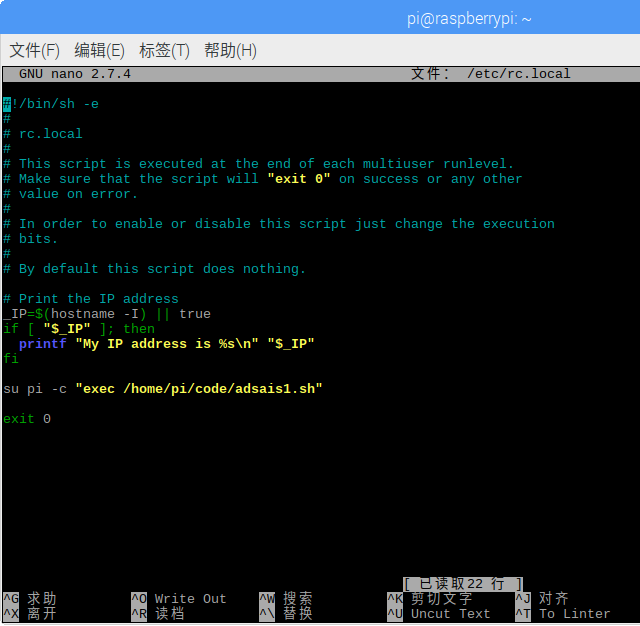 pi@raspberrypi: ~
文件(F) 编辑(E) 标签(T) 帮助(H)
GNU nano 2.7.4 文件： /etc/rc.local
#!/bin/sh -e
#
# rc.local
#
# This script is executed at the end of each multiuser runlevel.
# Make sure that the script will "exit 0" on success or any other
# value on error.
#
# In order to enable or disable this script just change the execution
# bits.
#
# By default this script does nothing.
# Print the IP address
_IP=$(hostname -I) || true
if [ "$_IP" ]; then
  printf "My IP address is %s\n" "$_IP"
fi
su pi -c "exec /home/pi/code/adsais1.sh"
exit 0
[ 已读取22 行 ]
^G 求助 ^O Write Out ^W 搜索 ^K 剪切文字 ^J 对齐
^X 离开 ^R 读档 ^\ 替换 ^U Uncut Text ^T To Linter